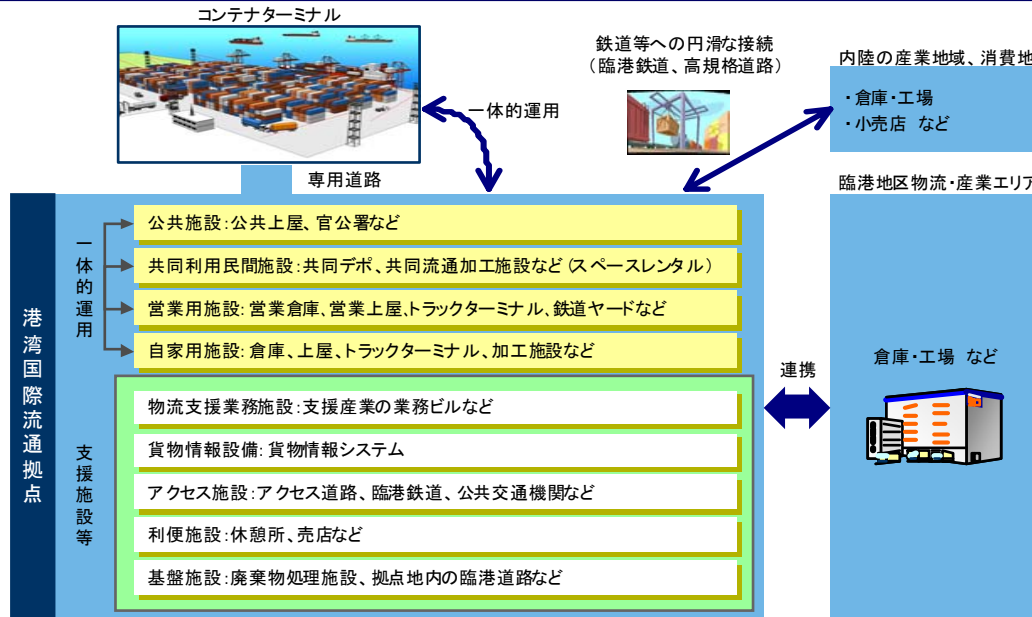 コンテナターミナル
鉄道等への円滑な接続
（臨港鉄道、高規格道路）
内陸の産業地域、消費地
・倉庫・工場
・小売店 など
一体的運用
専用道路
臨港地区物流・産業エリア
港湾国際流通拠点
一体的運用
公共施設：公共上屋、官公署など
共同利用民間施設：共同デポ、共同流通加工施設など（スペースレンタル）
営業用施設：営業倉庫、営業上屋、トラックターミナル、鉄道ヤードなど
自家用施設：倉庫、上屋、トラックターミナル、加工施設など
支援施設等
物流支援業務施設：支援産業の業務ビルなど
貨物情報設備：貨物情報システム
アクセス施設：アクセス道路、臨港鉄道、公共交通機関など
利便施設：休憩所、売店など
基盤施設：廃棄物処理施設、拠点地内の臨港道路など
連携
倉庫・工場 など